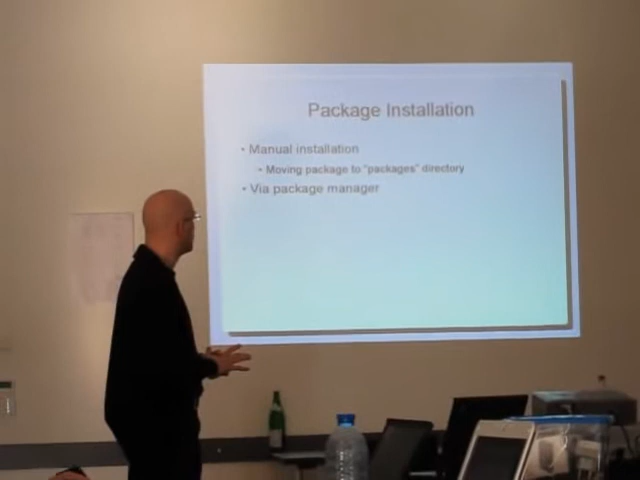 Package Installation
• Manual installation
• Moving package to "packages" directory
• Via package manager